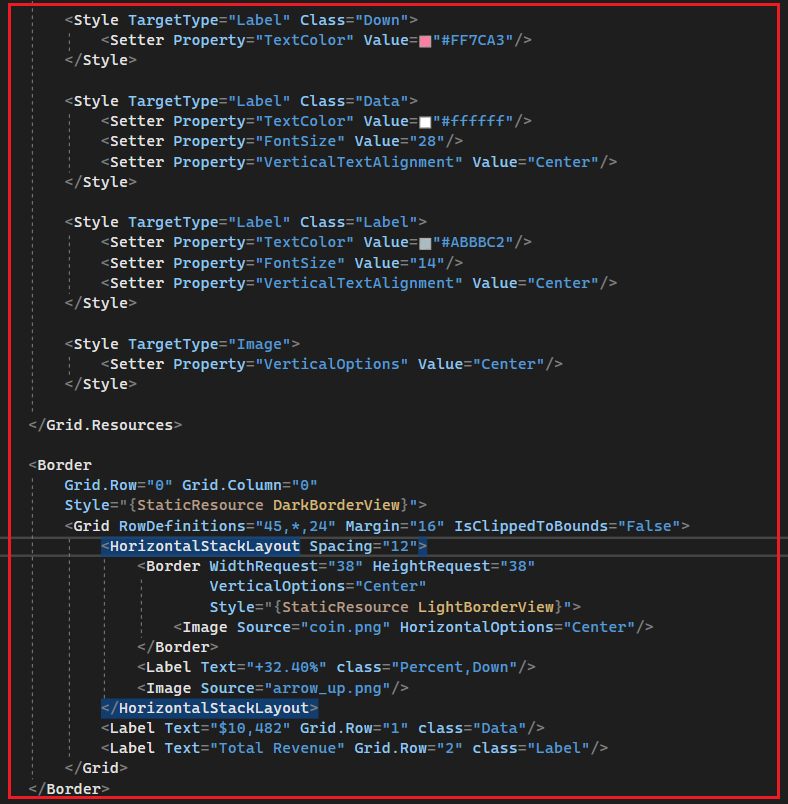 <Style TargetType="Label" Class="Down">
<Setter Property="TextColor" Value="#FF7CA3"/>
</Style>
<Style TargetType="Label" Class="Data">
<Setter Property="TextColor" Value="#ffffff"/>
<Setter Property="FontSize" Value="28"/>
<Setter Property="VerticalTextAlignment" Value="Center"/>
</Style>
<Style TargetType="Label" Class="Label">
<Setter Property="TextColor" Value="#ABBBC2"/>
<Setter Property="FontSize" Value="14"/>
<Setter Property="VerticalTextAlignment" Value="Center"/>
</Style>
<Style TargetType="Image">
<Setter Property="VerticalOptions" Value="Center"/>
</Style>
</Grid.Resources>
<Border
Grid.Row="0" Grid.Column="0"
Style="{StaticResource DarkBorderView}">
<Grid RowDefinitions="45,*,24" Margin="16" IsClippedToBounds="False">
<HorizontalStackLayout Spacing="12">
<Border WidthRequest="38" HeightRequest="38"
VerticalOptions="Center"
Style="{StaticResource LightBorderView}">
<Image Source="coin.png" HorizontalOptions="Center"/>
</Border>
<Label Text="+32.40%" class="Percent,Down"/>
<Image Source="arrow_up.png"/>
</HorizontalStackLayout>
<Label Text="$10,482" Grid.Row="1" class="Data"/>
<Label Text="Total Revenue" Grid.Row="2" class="Label"/>
</Grid>
</Border>